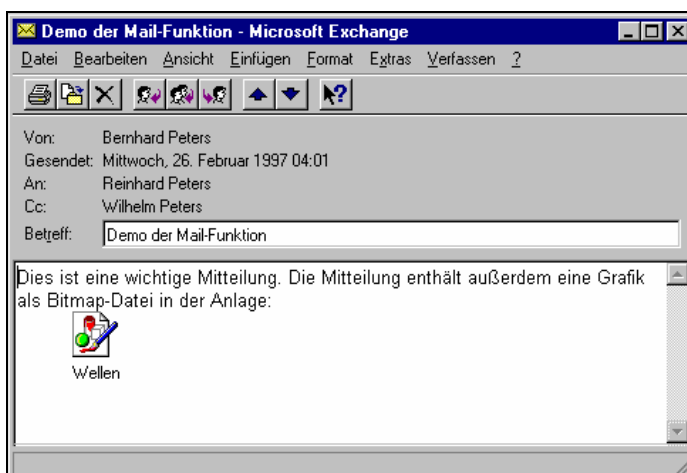 Demo der Mail-Funktion - Microsoft Exchange
Datei Bearbeiten Ansicht Einfügen Format Extras Verfassen ?
Von: Bernhard Peters
Gesendet: Mittwoch, 26. Februar 1997 04:01
An: Reinhard Peters
Cc: Wilhelm Peters
Betreff: Demo der Mail-Funktion
Dies ist eine wichtige Mitteilung. Die Mitteilung enthält außerdem eine Grafik
als Bitmap-Datei in der Anlage:
Wellen